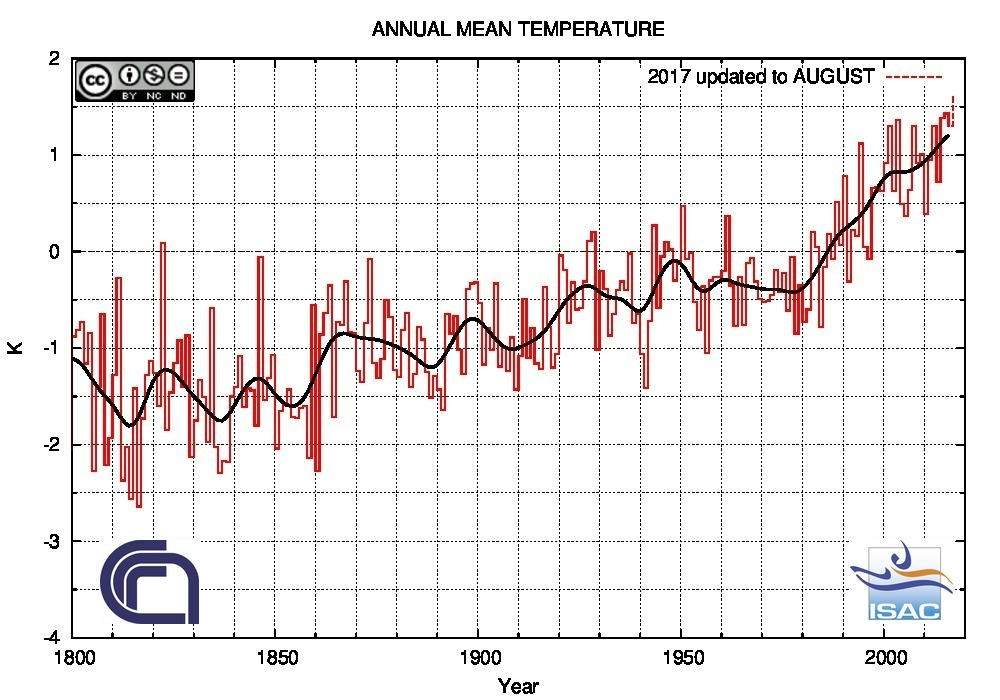 ANNUAL MEAN TEMPERATURE
2
cc
BY NC ND
2017 updated to AUGUST
1
0
-1
K
-2
-3
ISAC
-4
1800 1850 1900 1950 2000
Year